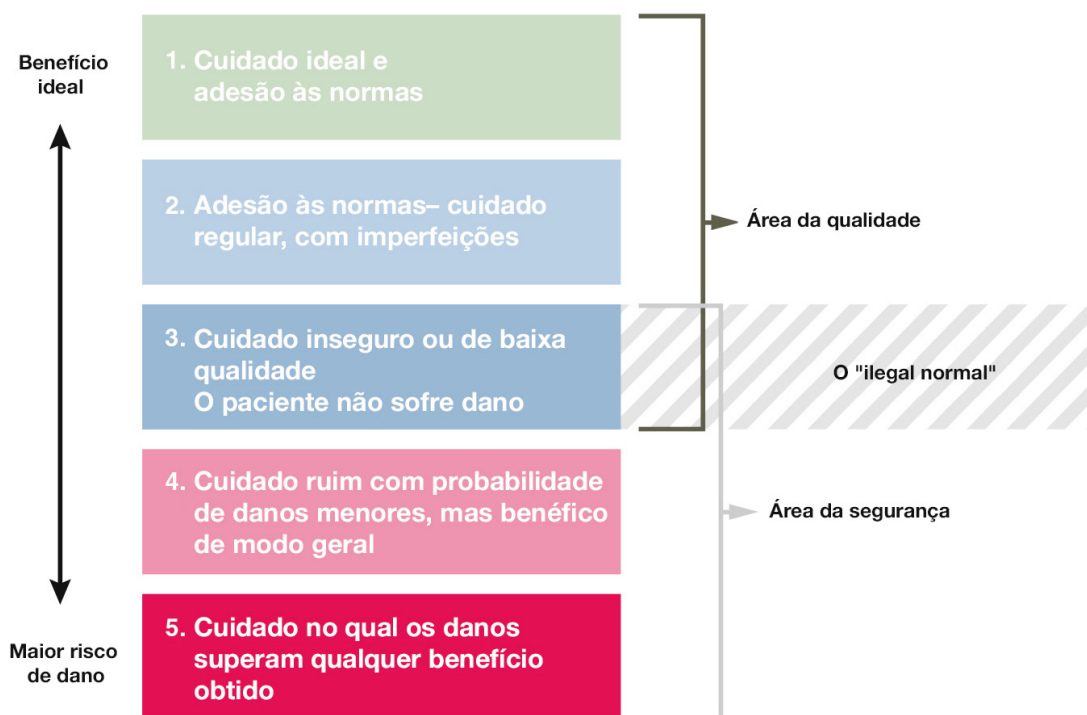 Benefício
ideal
1. Cuidado ideal e
adesão às normas
2. Adesão às normas– cuidado
regular, com imperfeições
Área da qualidade
3. Cuidado inseguro ou de baixa
qualidade
O paciente não sofre dano
O "ilegal normal"
4. Cuidado ruim com probabilidade
de danos menores, mas benéfico
de modo geral
Área da segurança
5. Cuidado no qual os danos
superam qualquer benefício
obtido
Maior risco
de dano